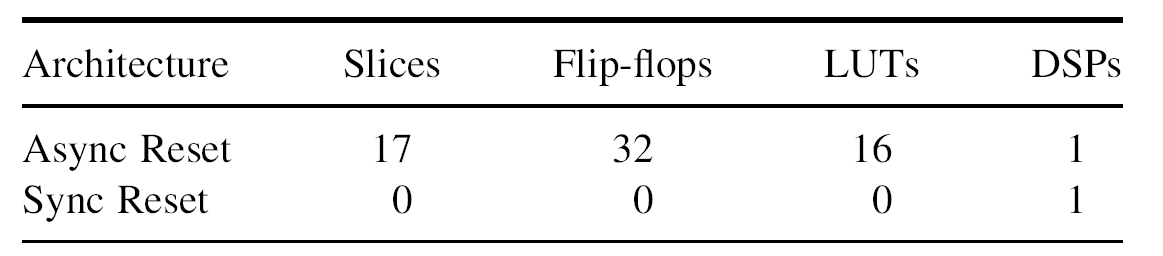 Architecture Slices Flip-flops LUTs DSPs
Async Reset 17 32 16 1
Sync Reset 0 0 0 1